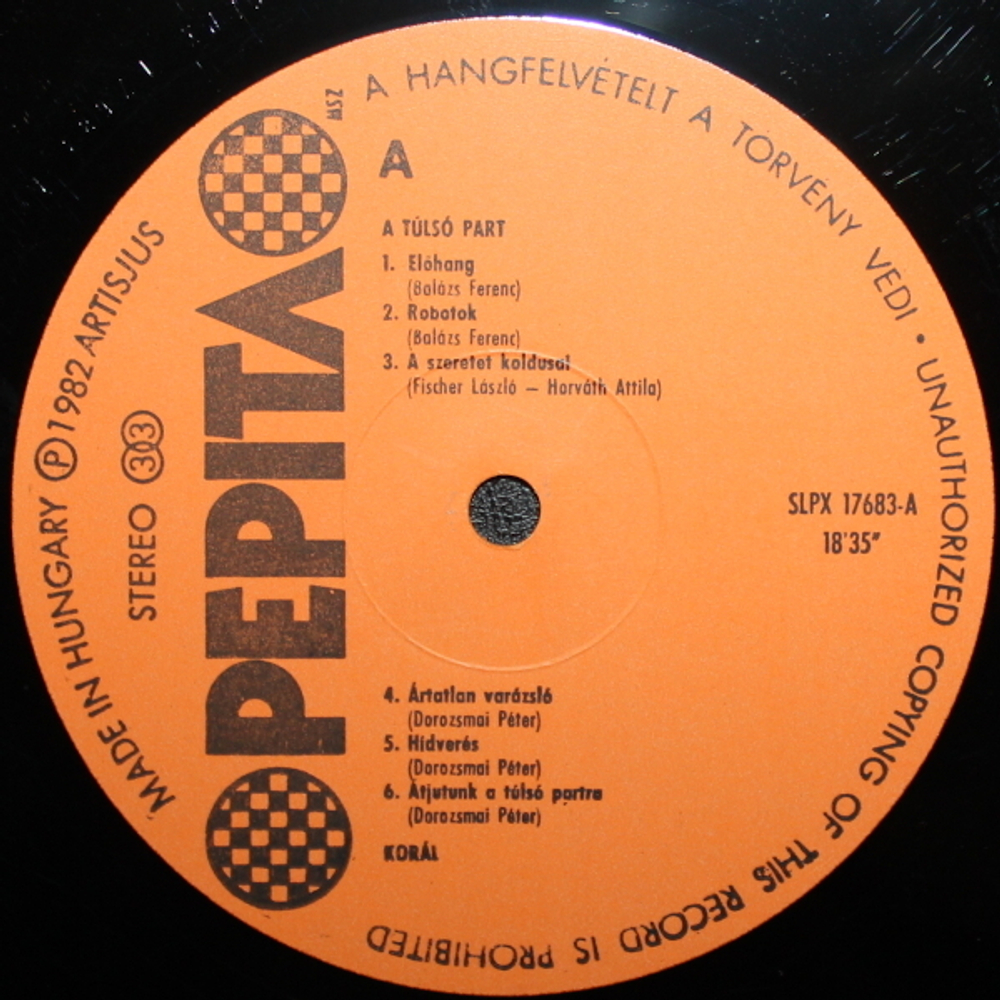 A HANGFELVÉTELT A TÖRVÉNY VÉDI • UNAUTHORIZED COPYING OF THIS RECORD IS PROHIBITED
MADE IN HUNGARY Ⓟ 1982 ARTISJUS
STEREO 303
PEPITA
HSZ
A
A TÚLSÓ PART
1. Előhang
(Balázs Ferenc)
2. Robotok
(Balázs Ferenc)
3. A szeretet koldusai
(Fischer László – Horváth Attila)
SLPX 17683-A
18'35"
4. Ártatlan varázsló
(Dorozsmai Péter)
5. Hídverés
(Dorozsmai Péter)
6. Átjutunk a túlsó partra
(Dorozsmai Péter)
KORÁL